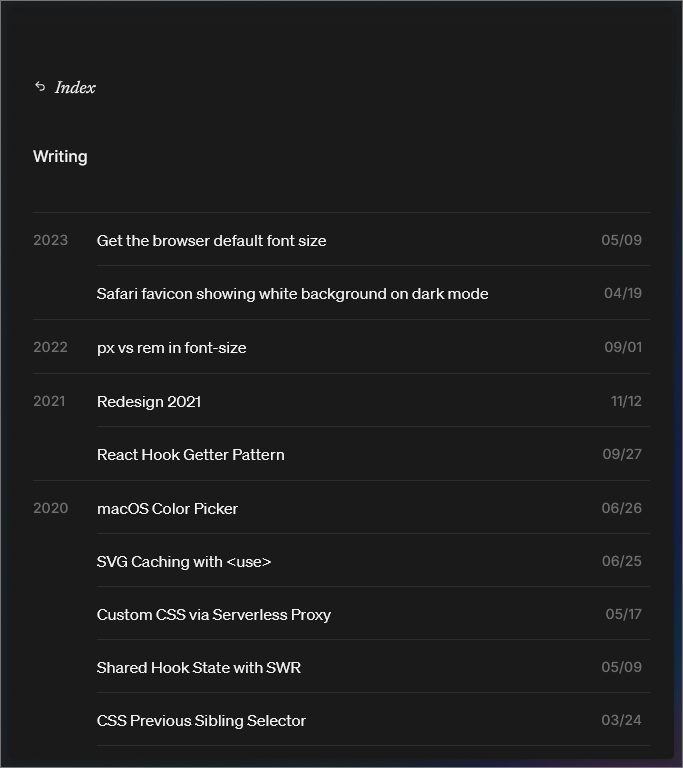 Index
Writing
2023 Get the browser default font size 05/09
Safari favicon showing white background on dark mode 04/19
2022 px vs rem in font-size 09/01
2021 Redesign 2021 11/12
React Hook Getter Pattern 09/27
2020 macOS Color Picker 06/26
SVG Caching with <use> 06/25
Custom CSS via Serverless Proxy 05/17
Shared Hook State with SWR 05/09
CSS Previous Sibling Selector 03/24